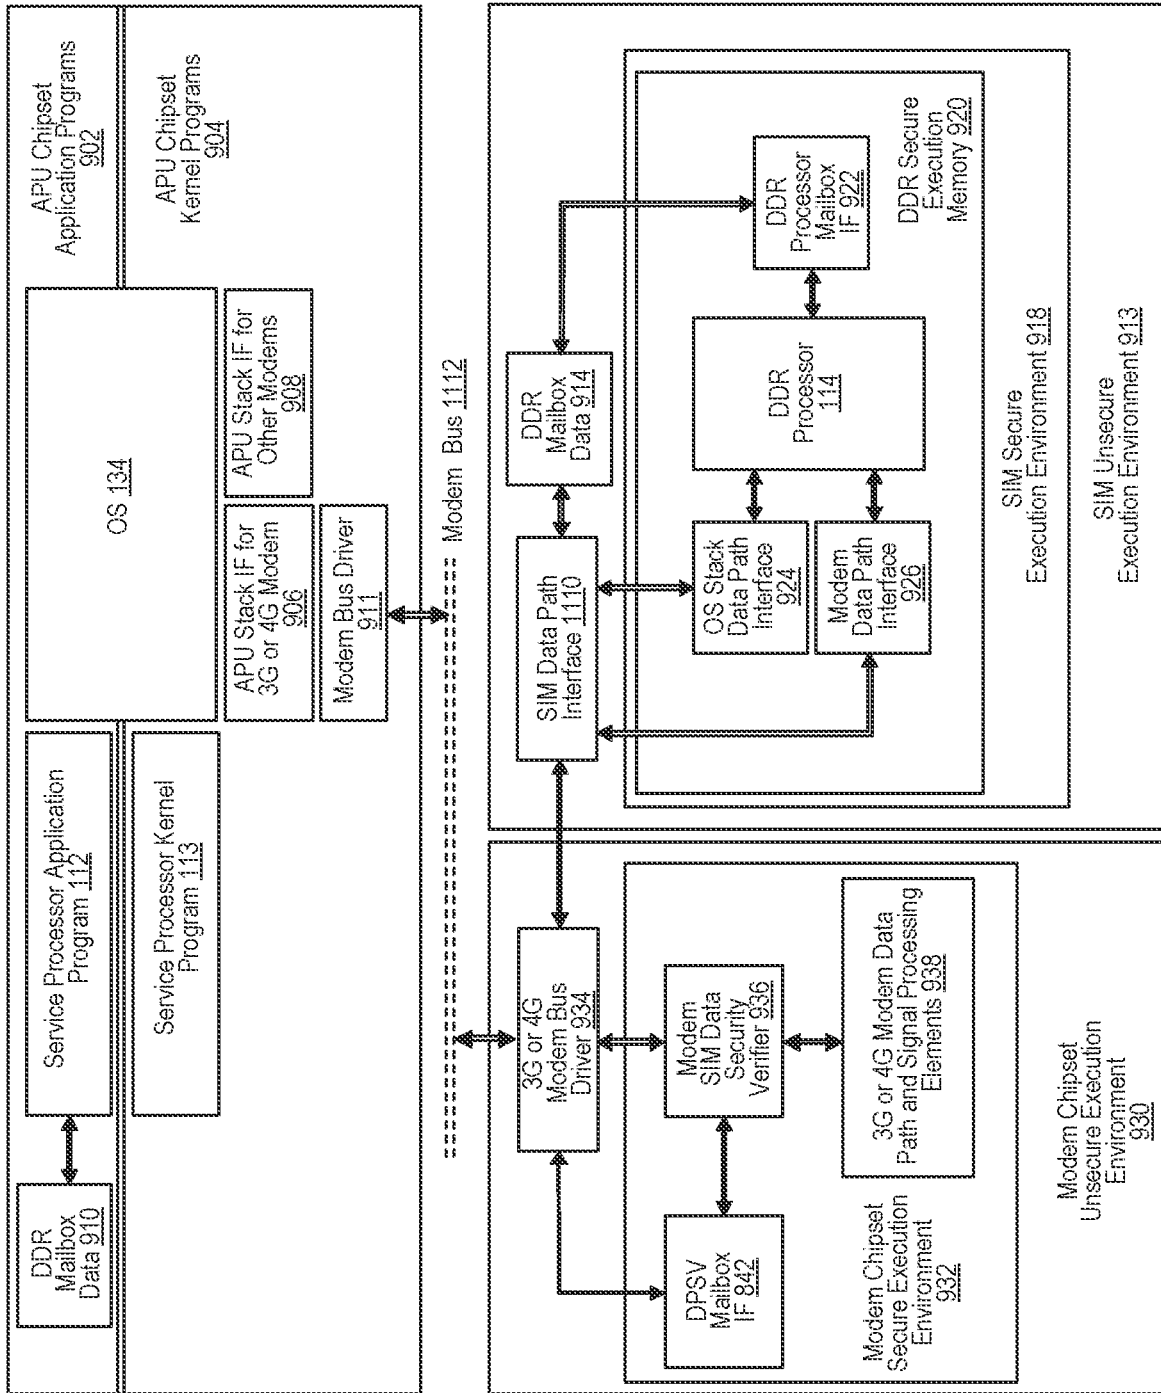 DDR
Mailbox
Data 910
Service Processor Application
Program 112
Service Processor Kernel
Program 113
OS 134
APU Chipset
Application Programs
902
APU Chipset
Kernel Programs
904
APU Stack IF for
3G or 4G Modem
906
APU Stack IF for
Other Modems
908
Modem Bus Driver
911
Modem Bus 1112
3G or 4G
Modem Bus
Driver 934
DPSV
Mailbox
IF 842
Modem
SIM Data
Security
Verifier 936
3G or 4G Modem Data
Path and Signal Processing
Elements 938
Modem Chipset
Secure Execution
Environment
932
Modem Chipset
Unsecure Execution
Environment
930
SIM Data Path
Interface 1110
DDR
Mailbox
Data 914
OS Stack
Data Path
Interface
924
Modem
Data Path
Interface
926
DDR
Processor
114
DDR
Processor
Mailbox
IF 922
DDR Secure
Execution
Memory 920
SIM Secure
Execution Environment 918
SIM Unsecure
Execution Environment 913